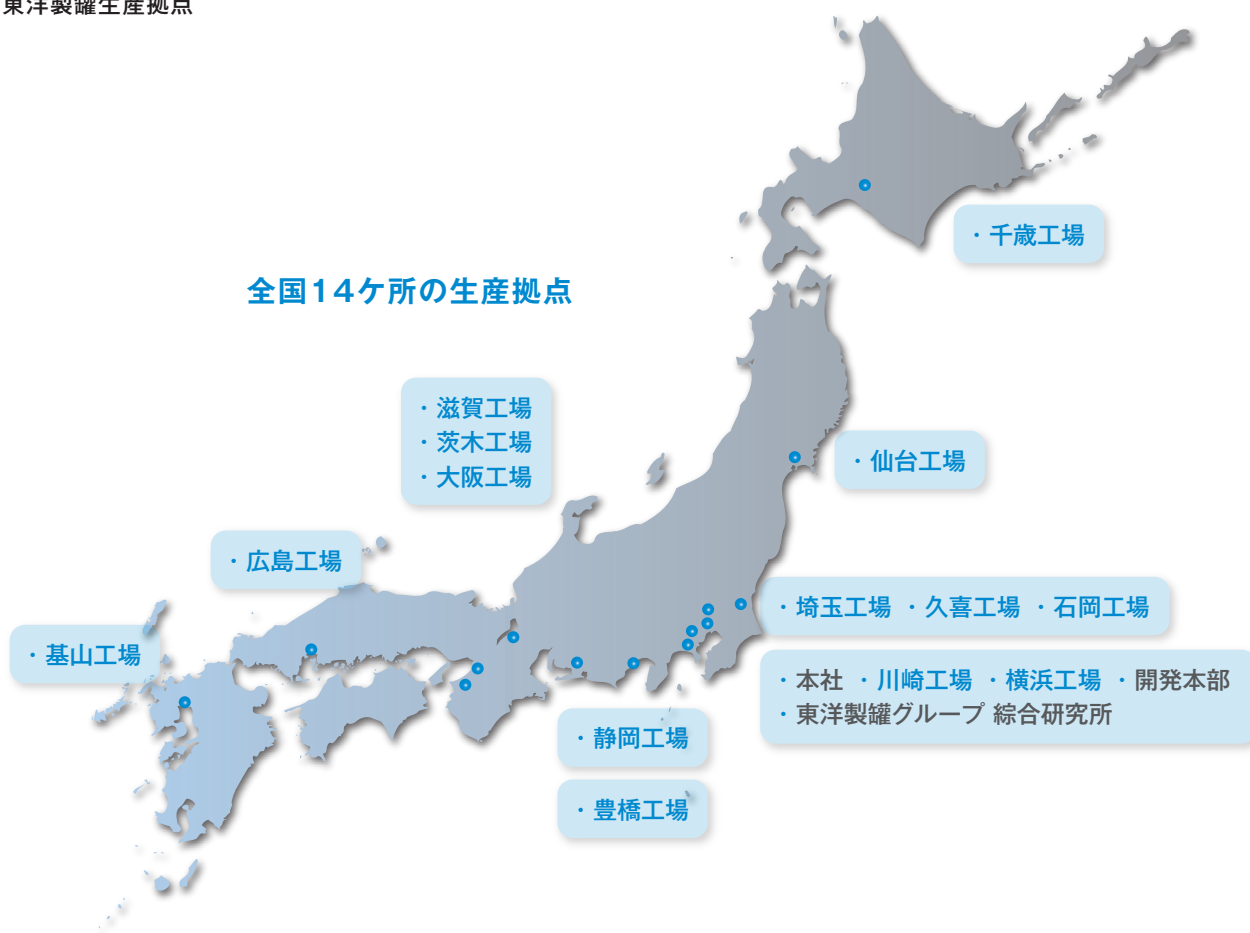 東洋製罐生産拠点
・千歳工場
全国14ケ所の生産拠点
・滋賀工場
・茨木工場
・大阪工場
・仙台工場
・広島工場
・埼玉工場 ・久喜工場 ・石岡工場
・基山工場
・本社 ・川崎工場 ・横浜工場 ・開発本部
・東洋製罐グループ 綜合研究所
・静岡工場
・豊橋工場